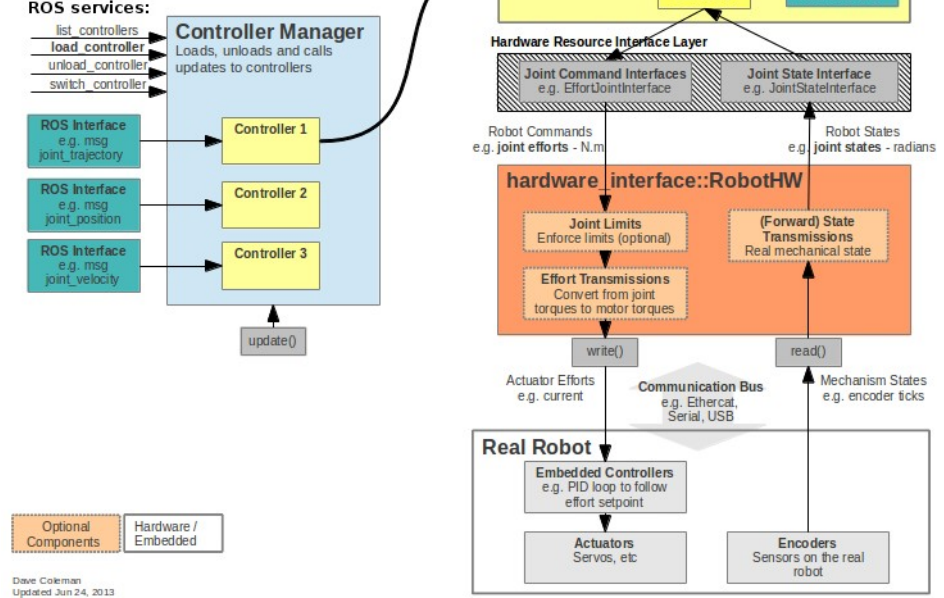 ROS services:
list_controllers
load_controller
unload_controller
switch_controller
Controller Manager
Loads, unloads and calls
updates to controllers
ROS Interface
e.g. msg
joint_trajectory
Controller 1
ROS Interface
e.g. msg
joint_position
Controller 2
ROS Interface
e.g. msg
joint_velocity
Controller 3
update()
Hardware Resource Interface Layer
Joint Command Interfaces
e.g. EffortJointInterface
Joint State Interface
e.g. JointStateInterface
Robot Commands
e.g. joint efforts - N.m
Robot States
e.g. joint states - radians
hardware_interface::RobotHW
Joint Limits
Enforce limits (optional)
(Forward) State
Transmissions
Real mechanical state
Effort Transmissions
Convert from joint
torques to motor torques
write()
read()
Actuator Efforts
e.g. current
Communication Bus
e.g. Ethercat,
Serial, USB
Mechanism States
e.g. encoder ticks
Real Robot
Embedded Controllers
e.g. PID loop to follow
effort setpoint
Actuators
Servos, etc
Encoders
Sensors on the real
robot
Optional
Components
Hardware /
Embedded
Dave Coleman
Updated Jun 24, 2013